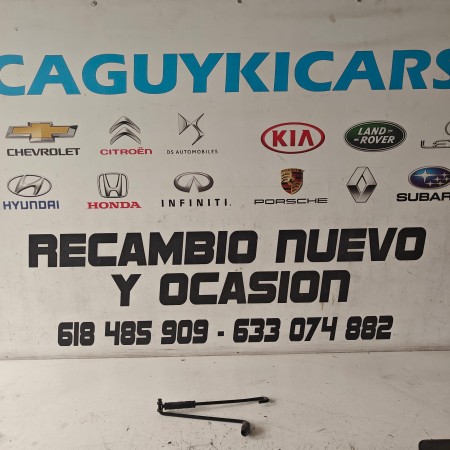 CAGUYKICARS
CHEVROLET CITROËN DS AUTOMOBILES KIA LAND ROVER
HYUNDAI HONDA INFINITI PORSCHE SUBAR
RECAMBIO NUEVO
Y OCASION
618 485 909 - 633 074 882